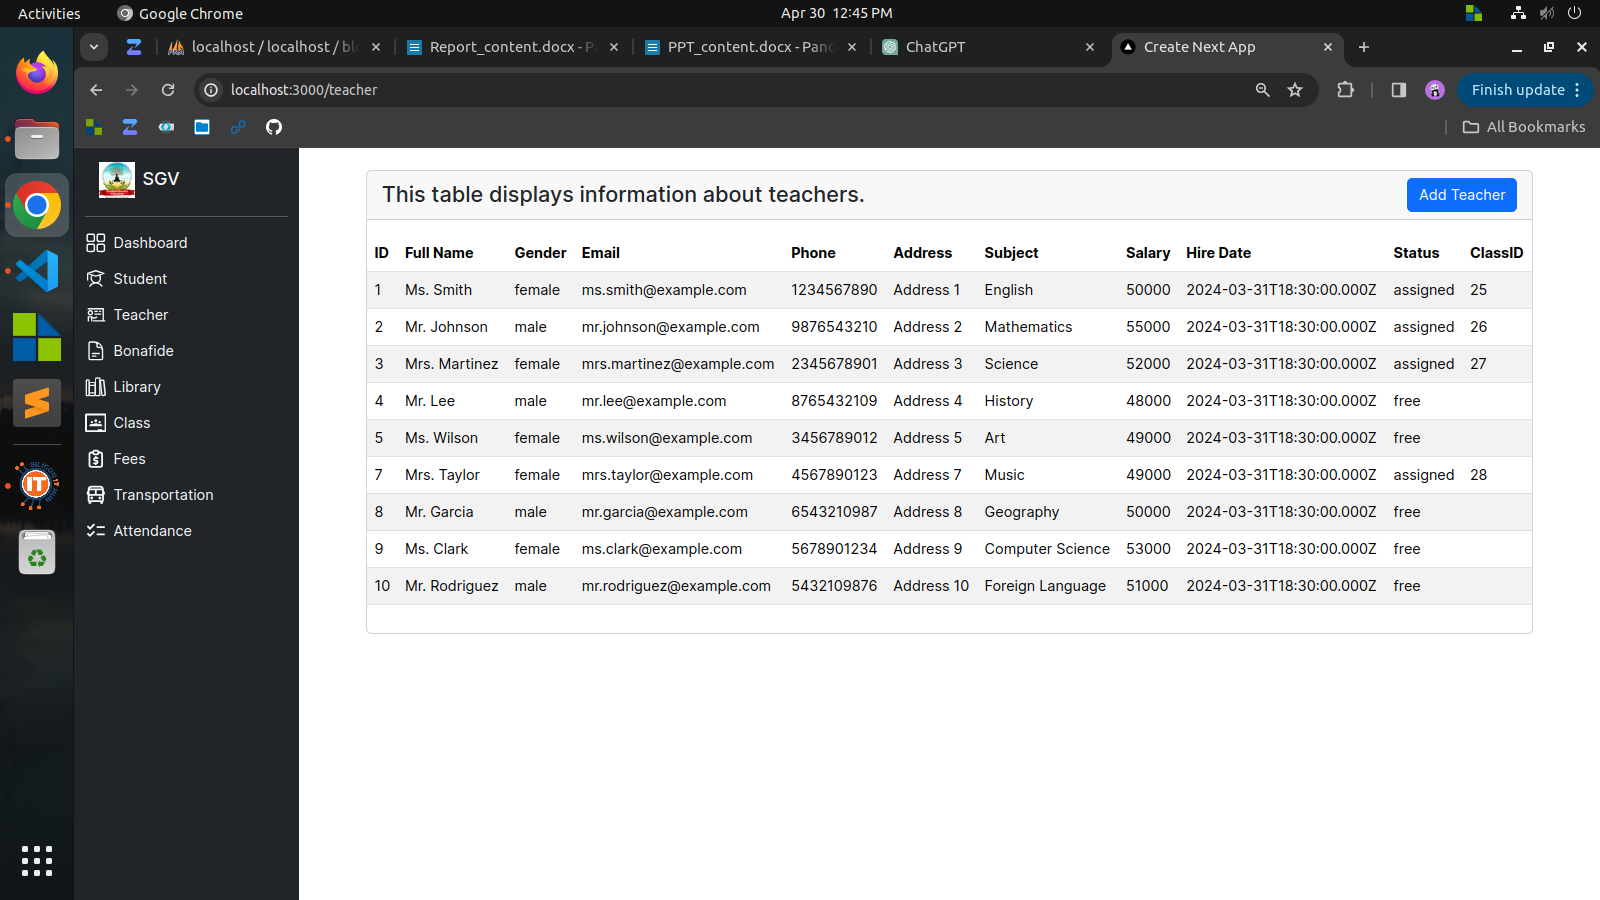 Activities Google Chrome Apr 30 12:45 PM
localhost / localhost / bl Report_content.docx - P PPT_content.docx - Pand ChatGPT Create Next App
localhost:3000/teacher Finish update
All Bookmarks
SGV
Dashboard
Student
Teacher
Bonafide
Library
Class
Fees
Transportation
Attendance
This table displays information about teachers. Add Teacher
ID Full Name Gender Email Phone Address Subject Salary Hire Date Status ClassID
1 Ms. Smith female ms.smith@example.com 1234567890 Address 1 English 50000 2024-03-31T18:30:00.000Z assigned 25
2 Mr. Johnson male mr.johnson@example.com 9876543210 Address 2 Mathematics 55000 2024-03-31T18:30:00.000Z assigned 26
3 Mrs. Martinez female mrs.martinez@example.com 2345678901 Address 3 Science 52000 2024-03-31T18:30:00.000Z assigned 27
4 Mr. Lee male mr.lee@example.com 8765432109 Address 4 History 48000 2024-03-31T18:30:00.000Z free
5 Ms. Wilson female ms.wilson@example.com 3456789012 Address 5 Art 49000 2024-03-31T18:30:00.000Z free
7 Mrs. Taylor female mrs.taylor@example.com 4567890123 Address 7 Music 49000 2024-03-31T18:30:00.000Z assigned 28
8 Mr. Garcia male mr.garcia@example.com 6543210987 Address 8 Geography 50000 2024-03-31T18:30:00.000Z free
9 Ms. Clark female ms.clark@example.com 5678901234 Address 9 Computer Science 53000 2024-03-31T18:30:00.000Z free
10 Mr. Rodriguez male mr.rodriguez@example.com 5432109876 Address 10 Foreign Language 51000 2024-03-31T18:30:00.000Z free
IT